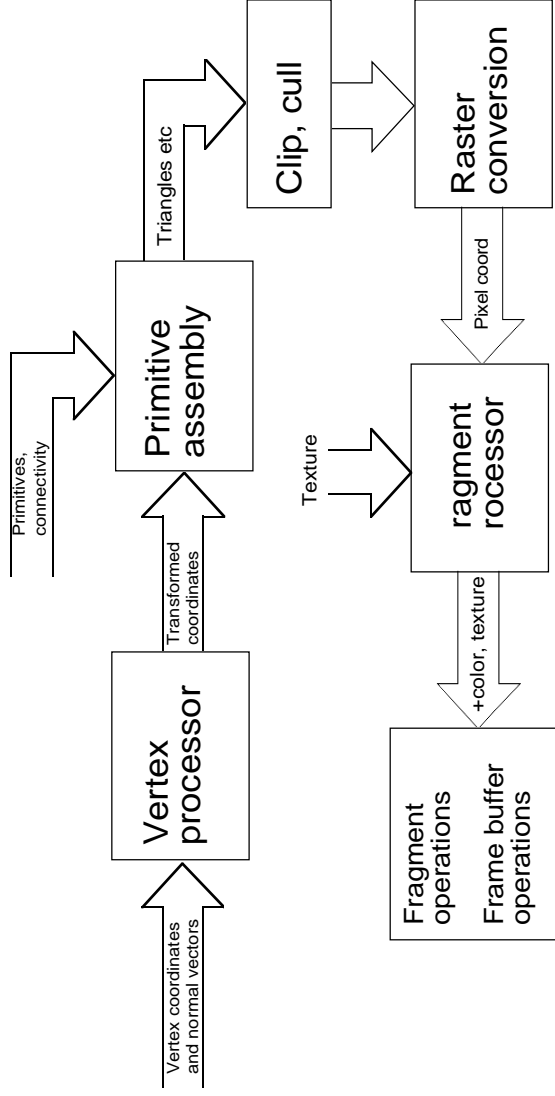 Vertex coordinates
and normal vectors
Vertex
processor
Transformed
coordinates
Primitives,
connectivity
Primitive
assembly
Triangles etc
Clip, cull
Raster
conversion
Pixel coord
Texture
ragment
rocessor
+color, texture
Fragment
operations
Frame buffer
operations